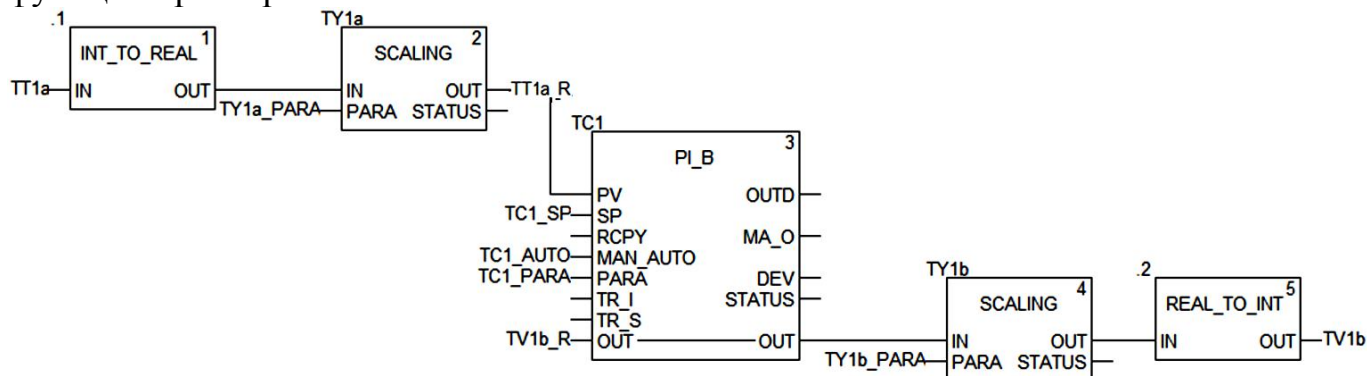 .1
INT_TO_REAL 1
TT1a IN OUT
TY1a
SCALING 2
IN OUT TT1a_R
TY1a_PARA PARA STATUS
TC1
PI_B 3
PV OUTD
TC1_SP SP
RCPY MA_O
TC1_AUTO MAN_AUTO
TC1_PARA PARA DEV
TR_I STATUS
TR_S
TV1b_R OUT OUT
TY1b
SCALING 4
IN OUT
TY1b_PARA PARA STATUS
.2
REAL_TO_INT 5
IN OUT TV1b